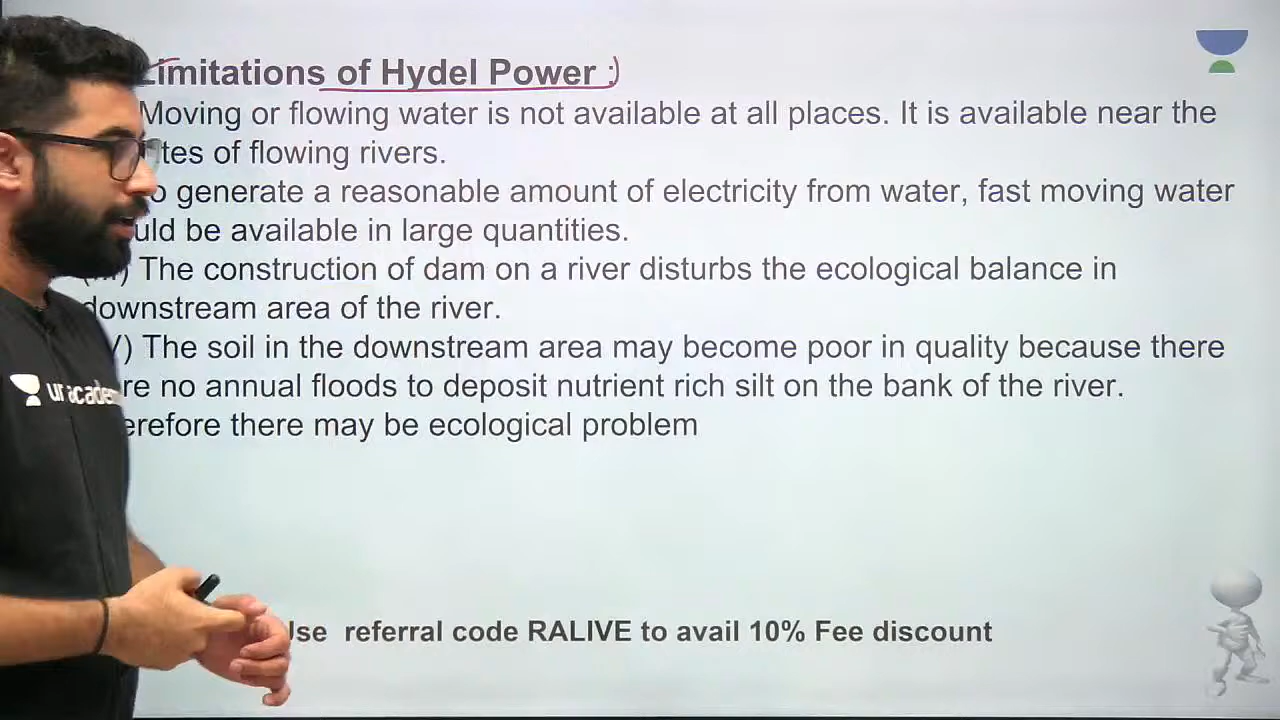 Limitations of Hydel Power :
Moving or flowing water is not available at all places. It is available near the
of flowing rivers.
generate a reasonable amount of electricity from water, fast moving water
be available in large quantities.
The construction of dam on a river disturbs the ecological balance in
downstream area of the river.
The soil in the downstream area may become poor in quality because there
no annual floods to deposit nutrient rich silt on the bank of the river.
there may be ecological problem
Use referral code RALIVE to avail 10% Fee discount